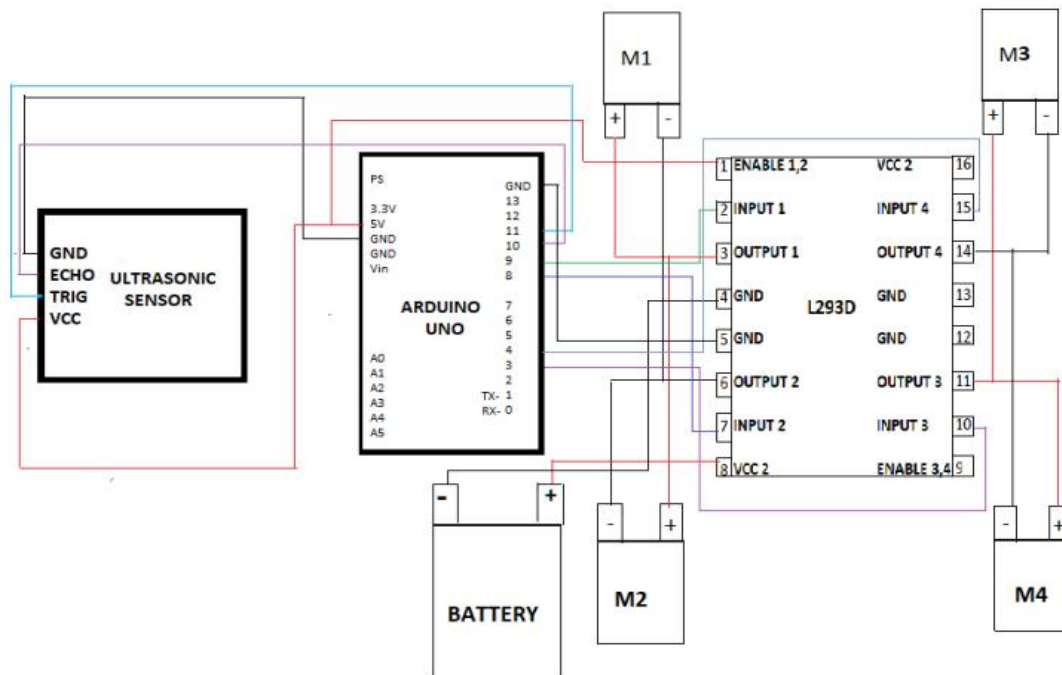 M1
+ -
M3
+ -
GND
ECHO
TRIG
VCC
ULTRASONIC
SENSOR
PS
3.3V
5V
GND
GND
Vin
A0
A1
A2
A3
A4
A5
ARDUINO
UNO
GND
13
12
11
10
9
8
7
6
5
4
3
2
TX- 1
RX- 0
1 ENABLE 1,2
2 INPUT 1
3 OUTPUT 1
4 GND
5 GND
6 OUTPUT 2
7 INPUT 2
8 VCC 2
L293D
VCC 2 16
INPUT 4 15
OUTPUT 4 14
GND 13
GND 12
OUTPUT 3 11
INPUT 3 10
ENABLE 3,4 9
- +
BATTERY
- +
M2
- +
M4